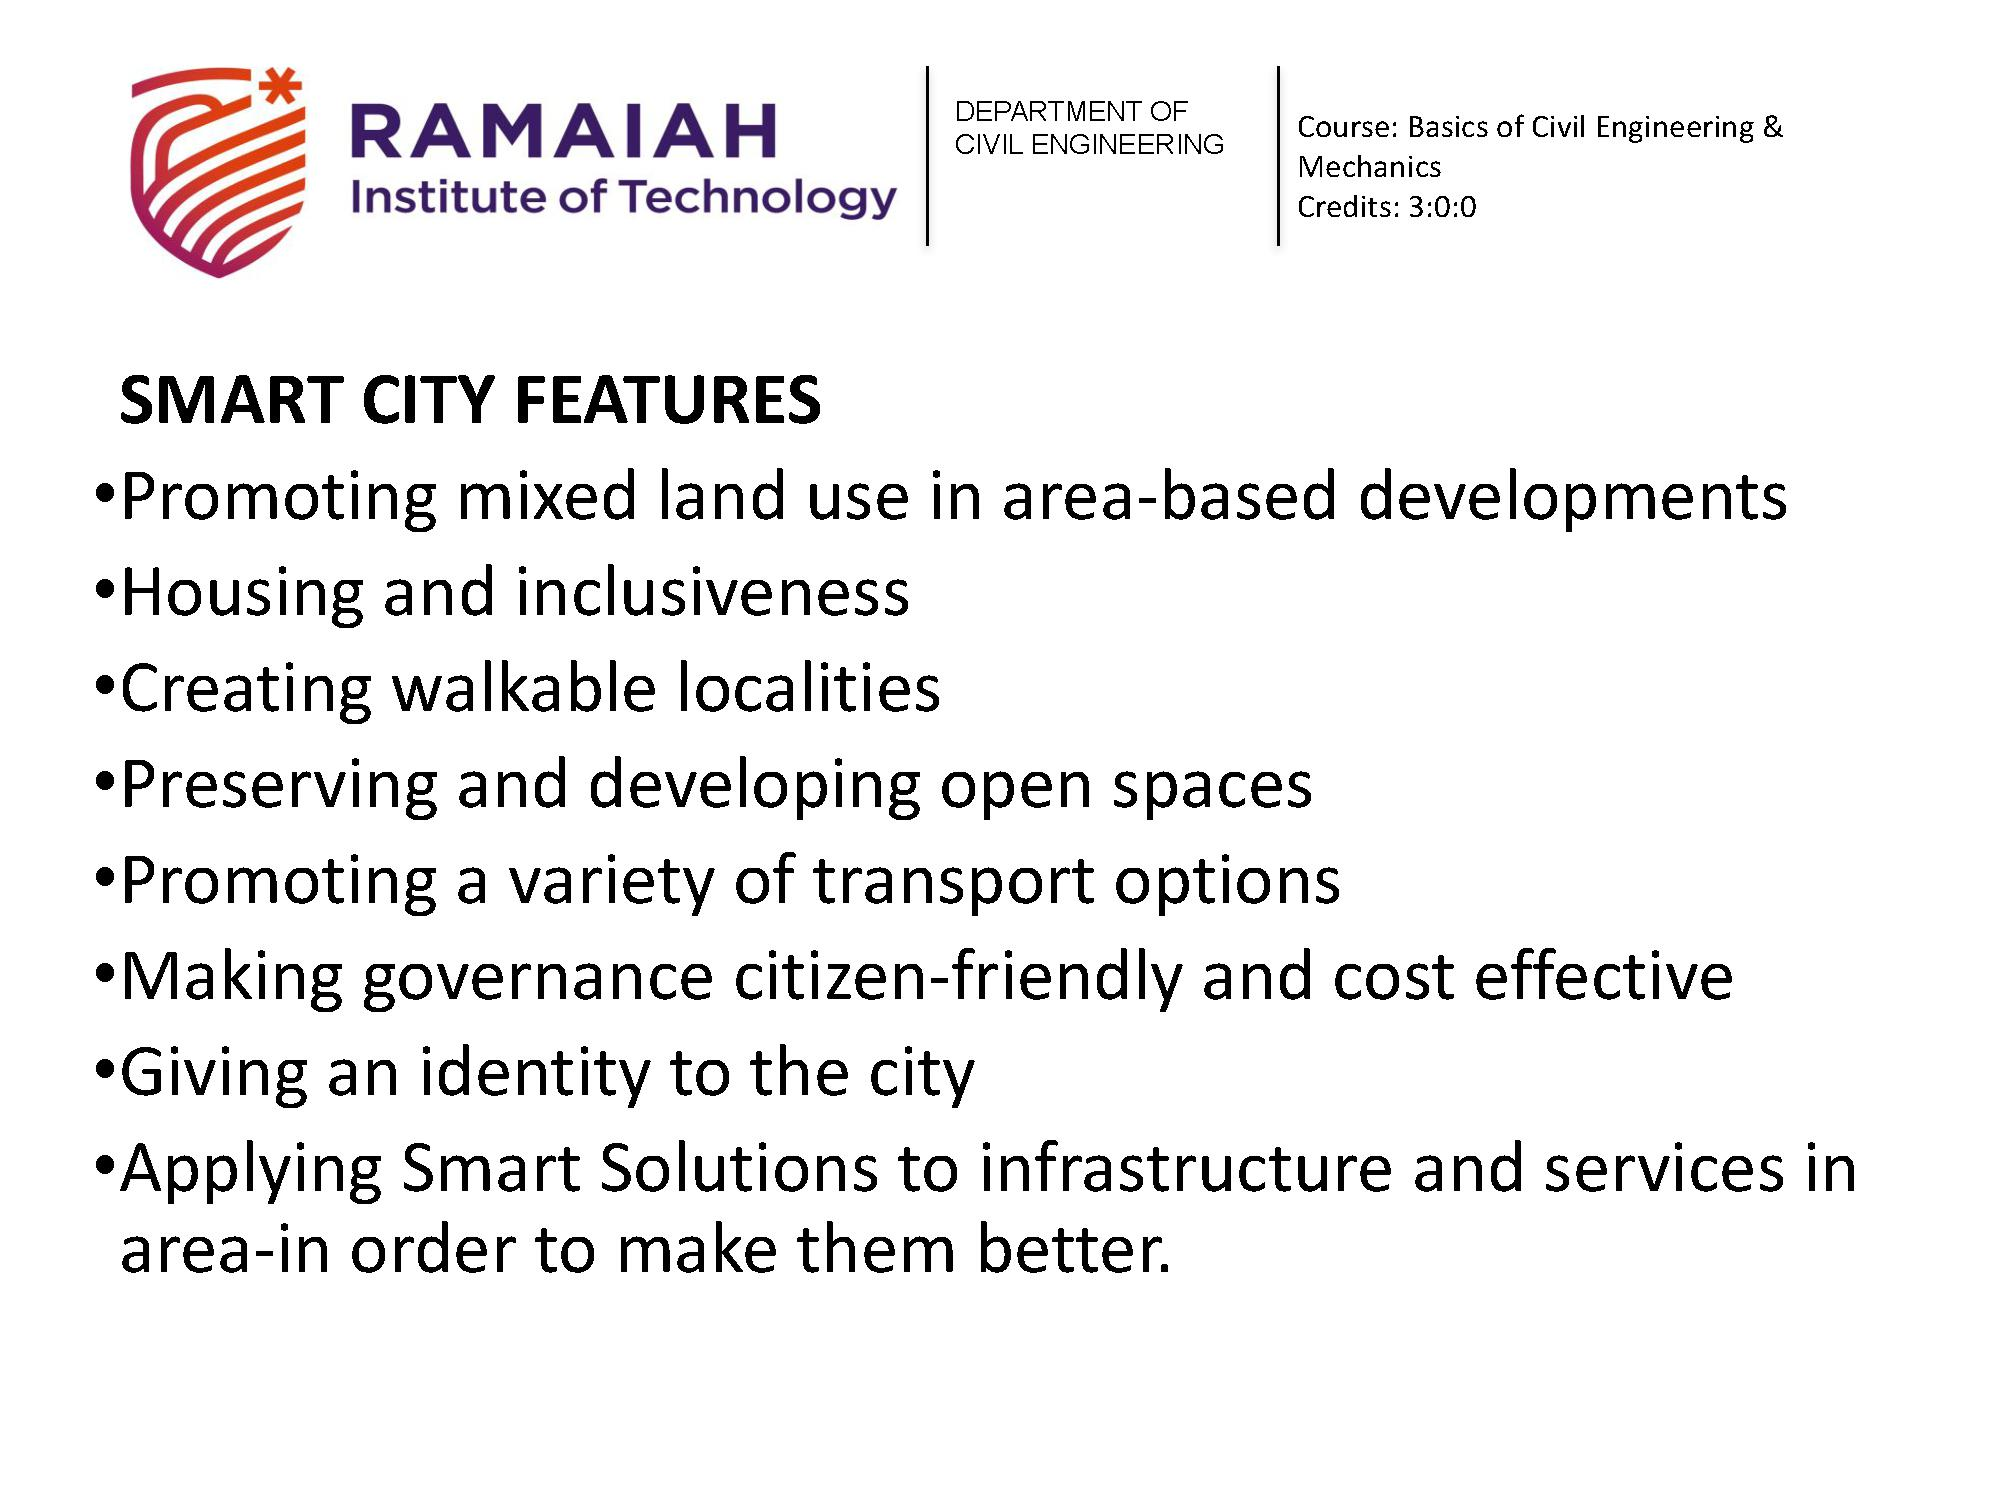 RAMAIAH
Institute of Technology
DEPARTMENT OF
CIVIL ENGINEERING
Course: Basics of Civil Engineering &
Mechanics
Credits: 3:0:0
SMART CITY FEATURES
•Promoting mixed land use in area-based developments
•Housing and inclusiveness
•Creating walkable localities
•Preserving and developing open spaces
•Promoting a variety of transport options
•Making governance citizen-friendly and cost effective
•Giving an identity to the city
•Applying Smart Solutions to infrastructure and services in
area-in order to make them better.